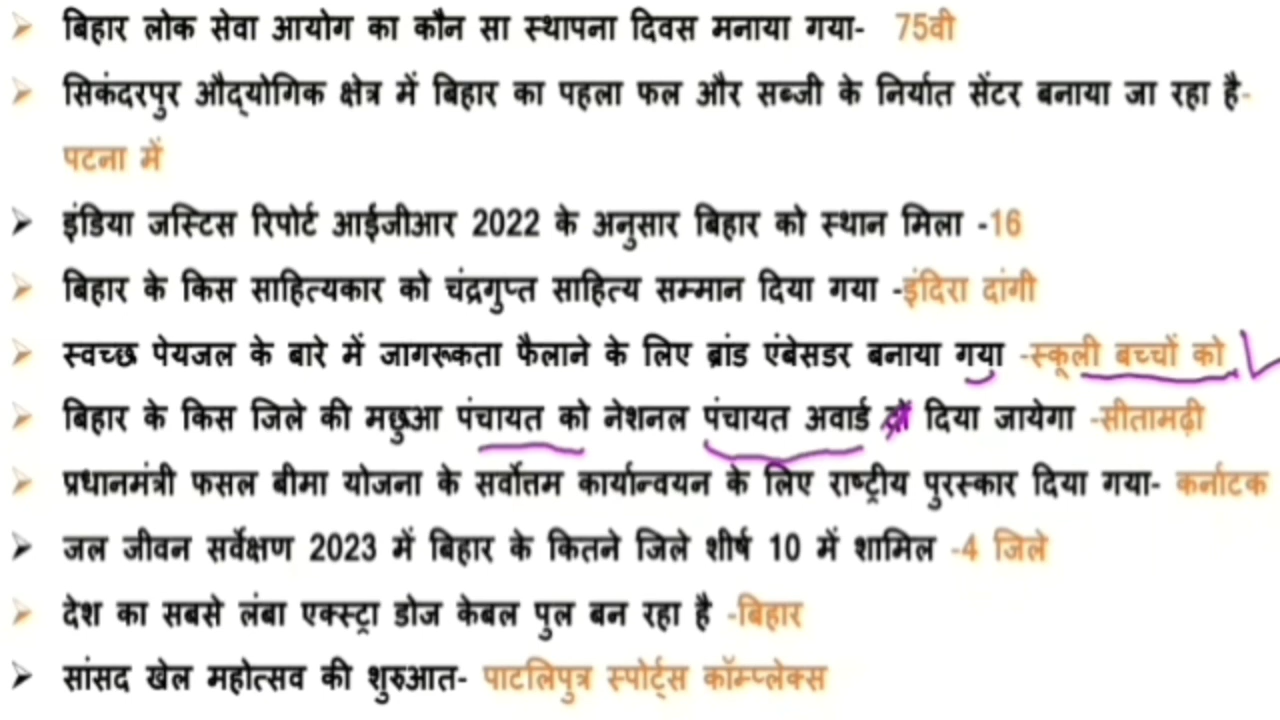 बिहार लोक सेवा आयोग का कौन सा स्थापना दिवस मनाया गया- 75वी
सिकंदरपुर औद्योगिक क्षेत्र में बिहार का पहला फल और सब्जी के निर्यात सेंटर बनाया जा रहा है-
पटना में
इंडिया जस्टिस रिपोर्ट आईजीआर 2022 के अनुसार बिहार को स्थान मिला -16
बिहार के किस साहित्यकार को चंद्रगुप्त साहित्य सम्मान दिया गया -इंदिरा दांगी
स्वच्छ पेयजल के बारे में जागरूकता फैलाने के लिए ब्रांड एंबेसडर बनाया गया -स्कूली बच्चों को
बिहार के किस जिले की मछुआ पंचायत को नेशनल पंचायत अवार्ड दिया जायेगा -सीतामढ़ी
प्रधानमंत्री फसल बीमा योजना के सर्वोत्तम कार्यान्वयन के लिए राष्ट्रीय पुरस्कार दिया गया- कर्नाटक
जल जीवन सर्वेक्षण 2023 में बिहार के कितने जिले शीर्ष 10 में शामिल -4 जिले
देश का सबसे लंबा एक्स्ट्रा डोज केबल पुल बन रहा है -बिहार
सांसद खेल महोत्सव की शुरुआत- पाटलिपुत्र स्पोर्ट्स कॉम्प्लेक्स